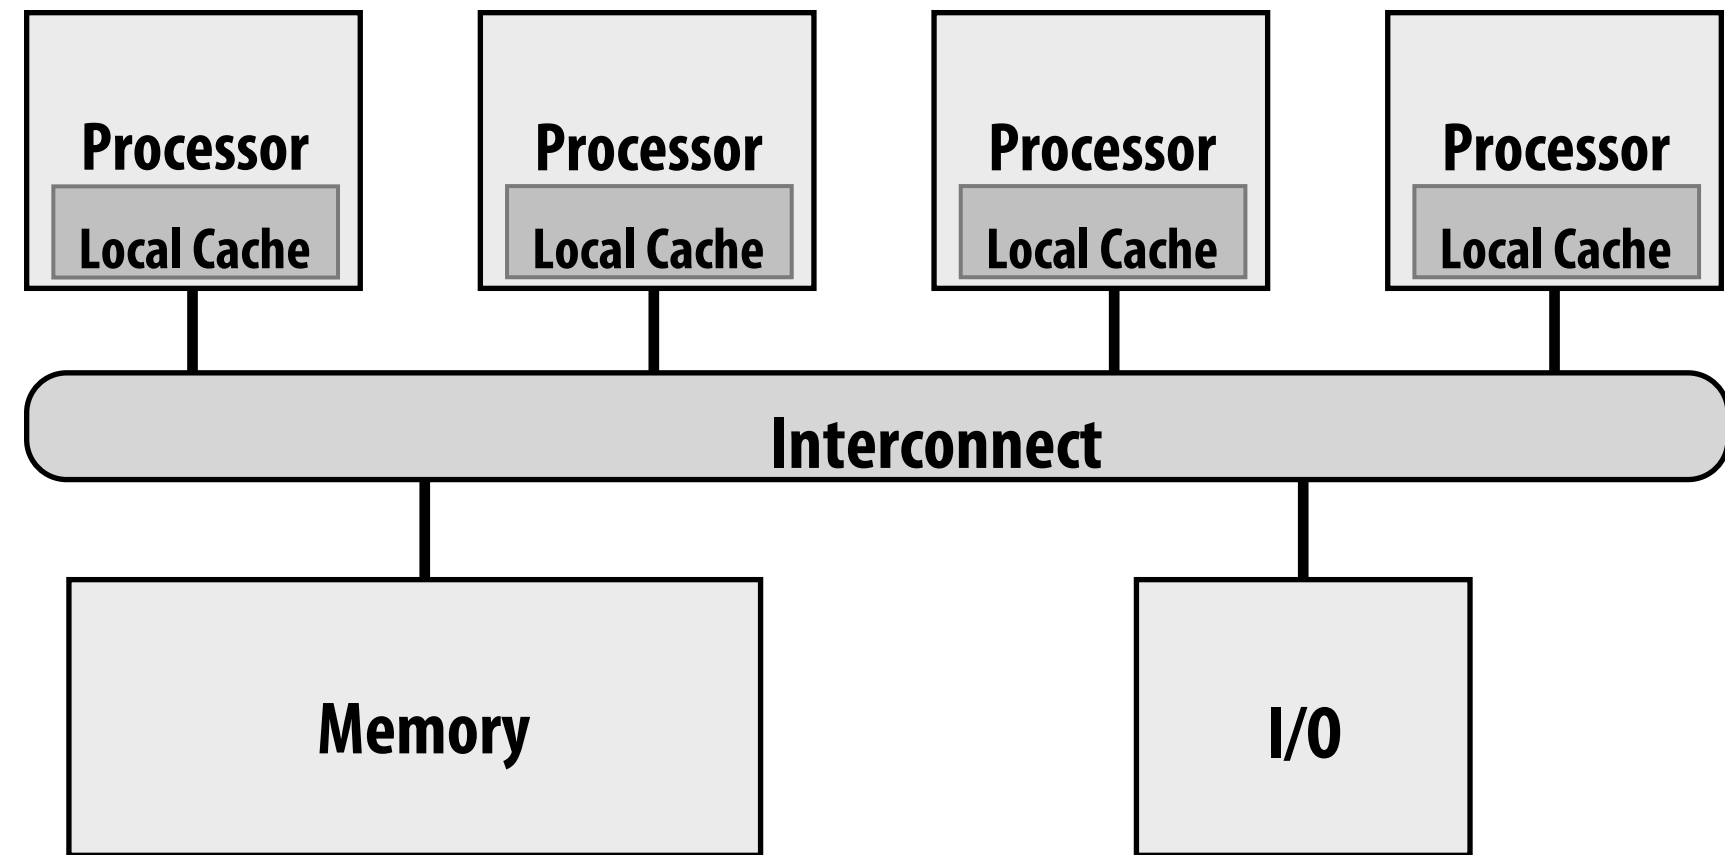 Processor
Processor
Processor
Processor
Local Cache
Local Cache
Local Cache
Local Cache
Interconnect
Memory
I/O